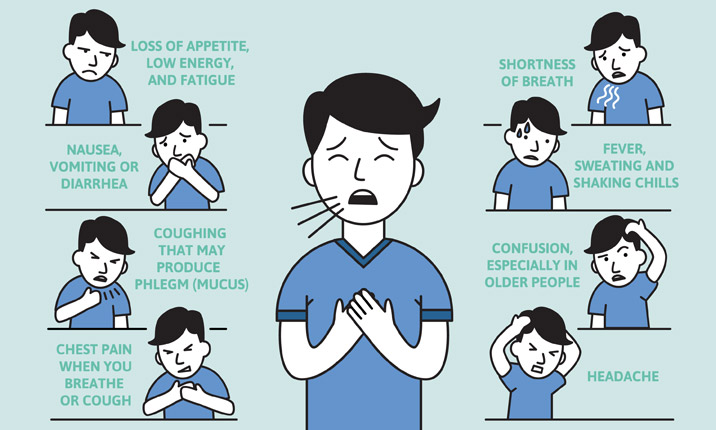 LOSS OF APPETITE,
LOW ENERGY,
AND FATIGUE
NAUSEA,
VOMITING OR
DIARRHEA
COUGHING
THAT MAY
PRODUCE
PHLEGM (MUCUS)
CHEST PAIN
WHEN YOU
BREATHE
OR COUGH
SHORTNESS
OF BREATH
FEVER,
SWEATING AND
SHAKING CHILLS
CONFUSION,
ESPECIALLY IN
OLDER PEOPLE
HEADACHE